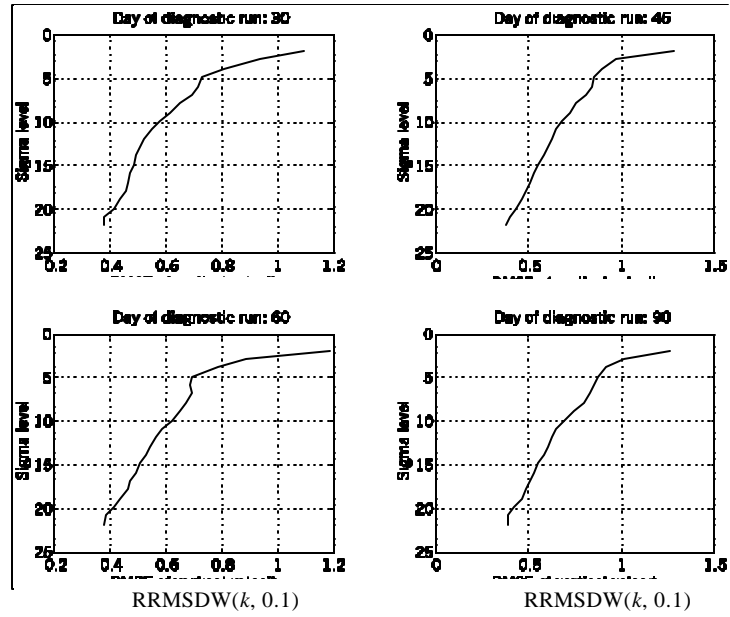 Day of diagnostic run: 30
Day of diagnostic run: 45
Sigma level
Sigma level
0
5
10
15
20
25
0.2 0.4 0.6 0.8 1 1.2
0
5
10
15
20
25
0 0.5 1 1.5
Day of diagnostic run: 60
Day of diagnostic run: 90
Sigma level
Sigma level
0
5
10
15
20
25
0.2 0.4 0.6 0.8 1 1.2
0
5
10
15
20
25
0 0.5 1 1.5
RRMSDW(k, 0.1)
RRMSDW(k, 0.1)